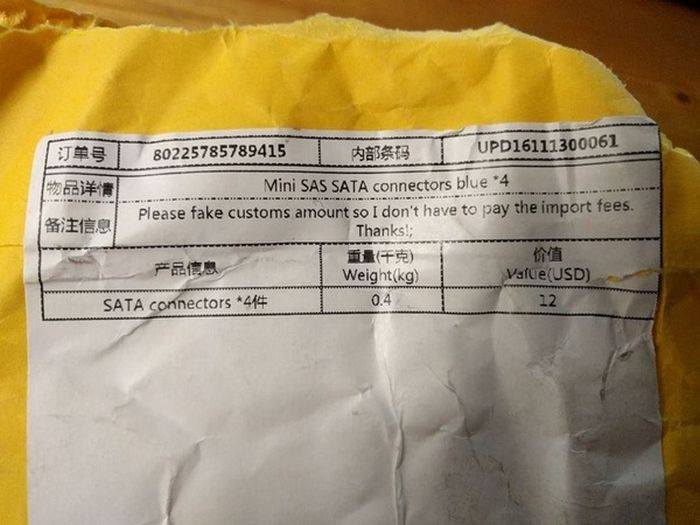 订单号 80225785789415 内部条码 UPD16111300061
物品详情 Mini SAS SATA connectors blue *4
备注信息 Please fake customs amount so I don't have to pay the import fees.
Thanks!;
产品信息 重量(千克) 价值
Weight(kg) Value(USD)
SATA connectors *4件 0.4 12